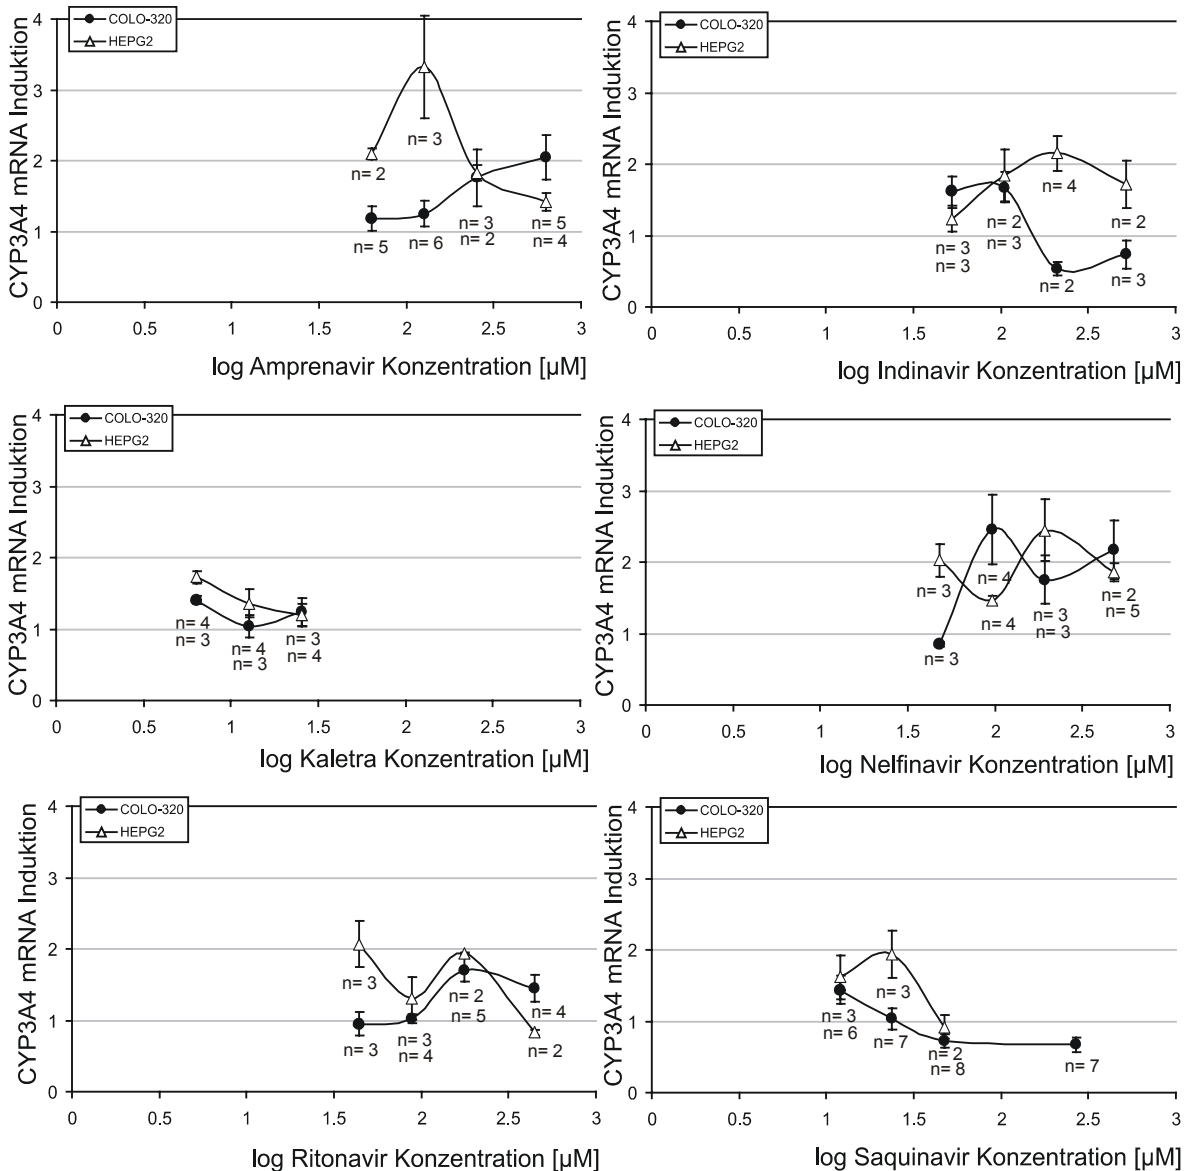 CYP3A4 mRNA Induktion
COLO-320
HEPG2
4
3
2
1
0
n= 2
n= 3
n= 5
n= 6
n= 3
n= 2
n= 5
n= 4
0 0.5 1 1.5 2 2.5 3
log Amprenavir Konzentration [µM]
CYP3A4 mRNA Induktion
COLO-320
HEPG2
4
3
2
1
0
n= 4
n= 2
n= 3
n= 2
n= 3
n= 3
n= 2
n= 3
0 0.5 1 1.5 2 2.5 3
log Indinavir Konzentration [µM]
CYP3A4 mRNA Induktion
COLO-320
HEPG2
4
3
2
1
0
n= 4
n= 3
n= 4
n= 3
n= 3
n= 4
0 0.5 1 1.5 2 2.5 3
log Kaletra Konzentration [µM]
CYP3A4 mRNA Induktion
COLO-320
HEPG2
4
3
2
1
0
n= 3
n= 4
n= 3
n= 4
n= 3
n= 3
n= 2
n= 5
0 0.5 1 1.5 2 2.5 3
log Nelfinavir Konzentration [µM]
CYP3A4 mRNA Induktion
COLO-320
HEPG2
4
3
2
1
0
n= 3
n= 3
n= 3
n= 4
n= 2
n= 5
n= 4
n= 2
0 0.5 1 1.5 2 2.5 3
log Ritonavir Konzentration [µM]
CYP3A4 mRNA Induktion
COLO-320
HEPG2
4
3
2
1
0
n= 3
n= 6
n= 3
n= 7
n= 2
n= 8
n= 7
0 0.5 1 1.5 2 2.5 3
log Saquinavir Konzentration [µM]